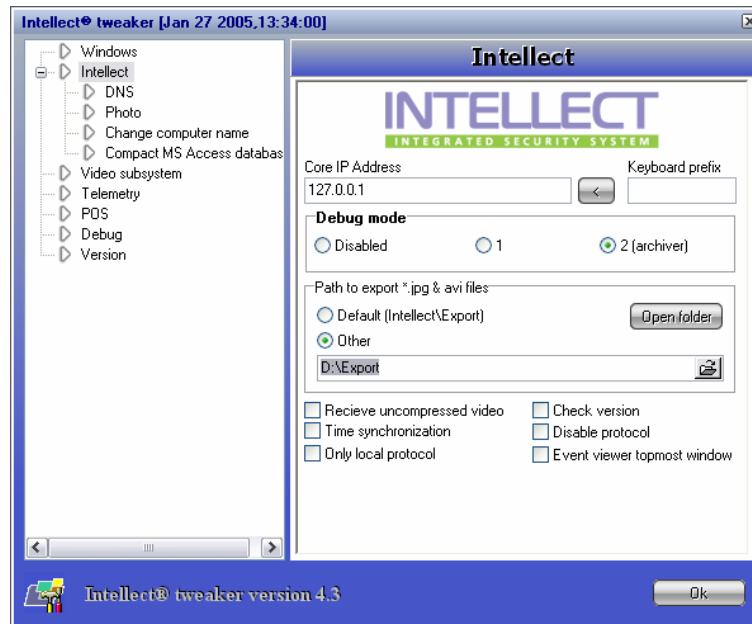 Intellect® tweaker [Jan 27 2005,13:34:00]
Windows
Intellect
DNS
Photo
Change computer name
Compact MS Access databas
Video subsystem
Telemetry
POS
Debug
Version
Intellect
INTELLECT
INTEGRATED SECURITY SYSTEM
Core IP Address
Keyboard prefix
127.0.0.1
<
Debug mode
Disabled
1
2 (archiver)
Path to export *.jpg & avi files
Default (Intellect\Export)
Open folder
Other
D:\Export
Recieve uncompressed video
Check version
Time synchronization
Disable protocol
Only local protocol
Event viewer topmost window
Intellect® tweaker version 4.3
Ok